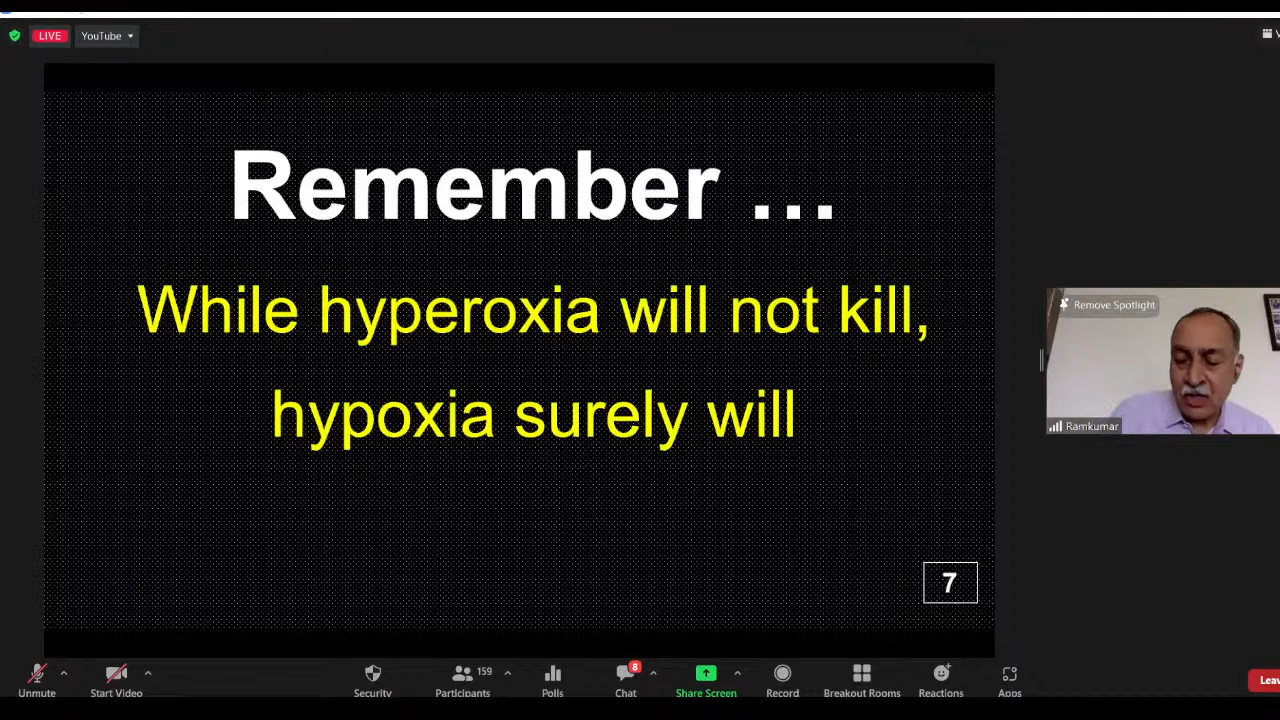 LIVE
YouTube
Remember …
While hyperoxia will not kill,
hypoxia surely will
7
Remove Spotlight
Ramkumar
159
8
Unmute
Start Video
Security
Participants
Polls
Chat
Share Screen
Record
Breakout Rooms
Reactions
Apps